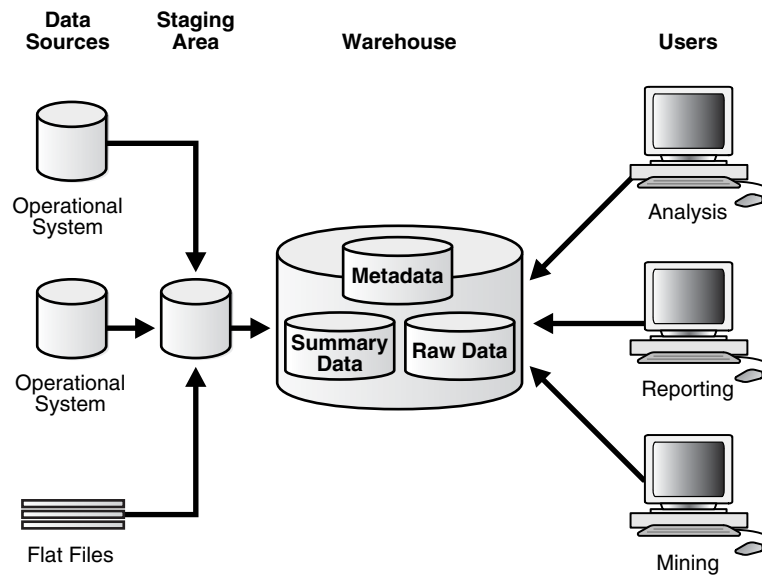 Data
Sources
Staging
Area
Warehouse
Users
Operational
System
Operational
System
Flat Files
Metadata
Summary
Data
Raw Data
Analysis
Reporting
Mining